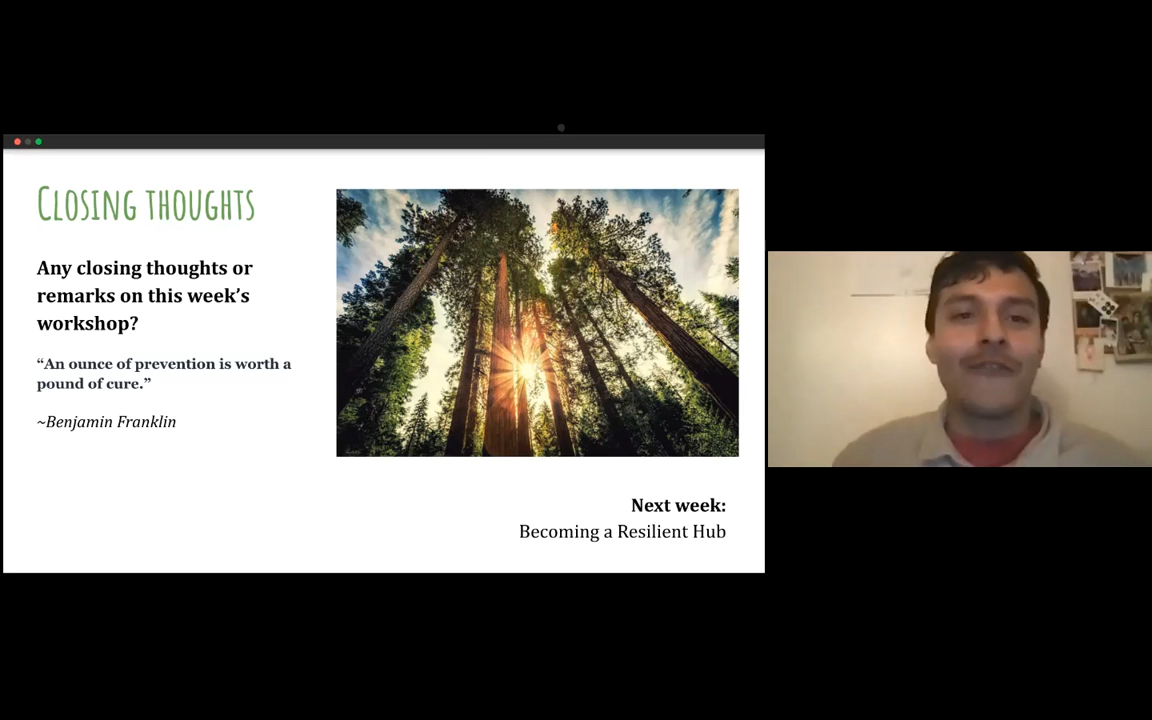 Closing thoughts
Any closing thoughts or
remarks on this week’s
workshop?
“An ounce of prevention is worth a
pound of cure.”
~Benjamin Franklin
Next week:
Becoming a Resilient Hub